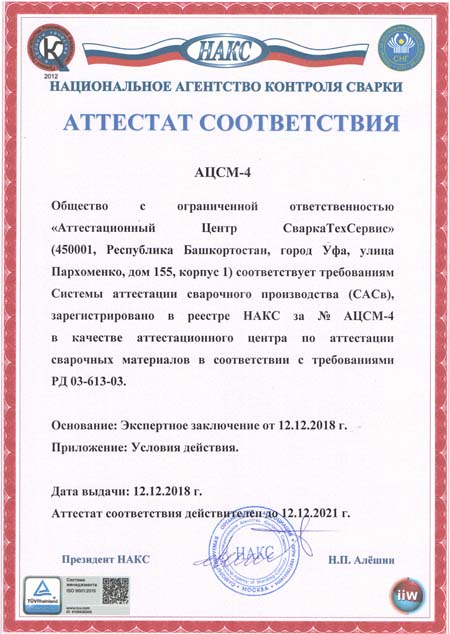 НАКС
СНГ
2012
НАЦИОНАЛЬНОЕ АГЕНТСТВО КОНТРОЛЯ СВАРКИ
АТТЕСТАТ СООТВЕТСТВИЯ
АЦСМ-4
Общество с ограниченной ответственностью
«Аттестационный Центр СваркаТехСервис»
(450001, Республика Башкортостан, город Уфа, улица
Пархоменко, дом 155, корпус 1) соответствует требованиям
Системы аттестации сварочного производства (САСв),
зарегистрировано в реестре НАКС за № АЦСМ-4
в качестве аттестационного центра по аттестации
сварочных материалов в соответствии с требованиями
РД 03-613-03.
Основание: Экспертное заключение от 12.12.2018 г.
Приложение: Условия действия.
Дата выдачи: 12.12.2018 г.
Аттестат соответствия действителен до 12.12.2021 г.
НАКС
МОСКВА
Президент НАКС
Н.П. Алёшин
Система
менеджмента
ISO 9001:2015
TÜVRheinland
www.tuv.com
iiw